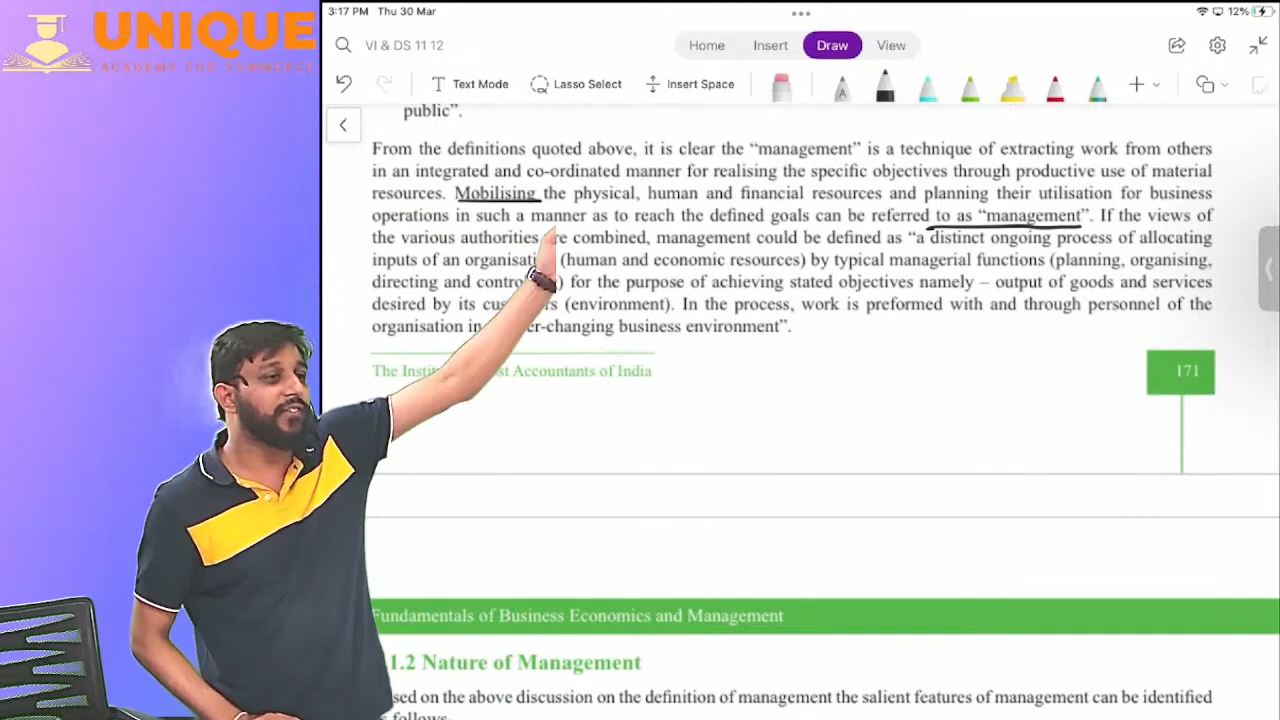 3:17 PM Thu 30 Mar
12%
UNIQUE
ACADEMY FOR COMMERCE
VI & DS 11 12
Home Insert Draw View
Text Mode Lasso Select Insert Space
public”.
From the definitions quoted above, it is clear the “management” is a technique of extracting work from others
in an integrated and co-ordinated manner for realising the specific objectives through productive use of material
resources. Mobilising the physical, human and financial resources and planning their utilisation for business
operations in such a manner as to reach the defined goals can be referred to as “management”. If the views of
the various authorities are combined, management could be defined as “a distinct ongoing process of allocating
inputs of an organisati (human and economic resources) by typical managerial functions (planning, organising,
directing and contro ) for the purpose of achieving stated objectives namely – output of goods and services
desired by its cus rs (environment). In the process, work is preformed with and through personnel of the
organisation in er-changing business environment”.
The Instit st Accountants of India
171
Fundamentals of Business Economics and Management
1.2 Nature of Management
sed on the above discussion on the definition of management the salient features of management can be identified
s follows-